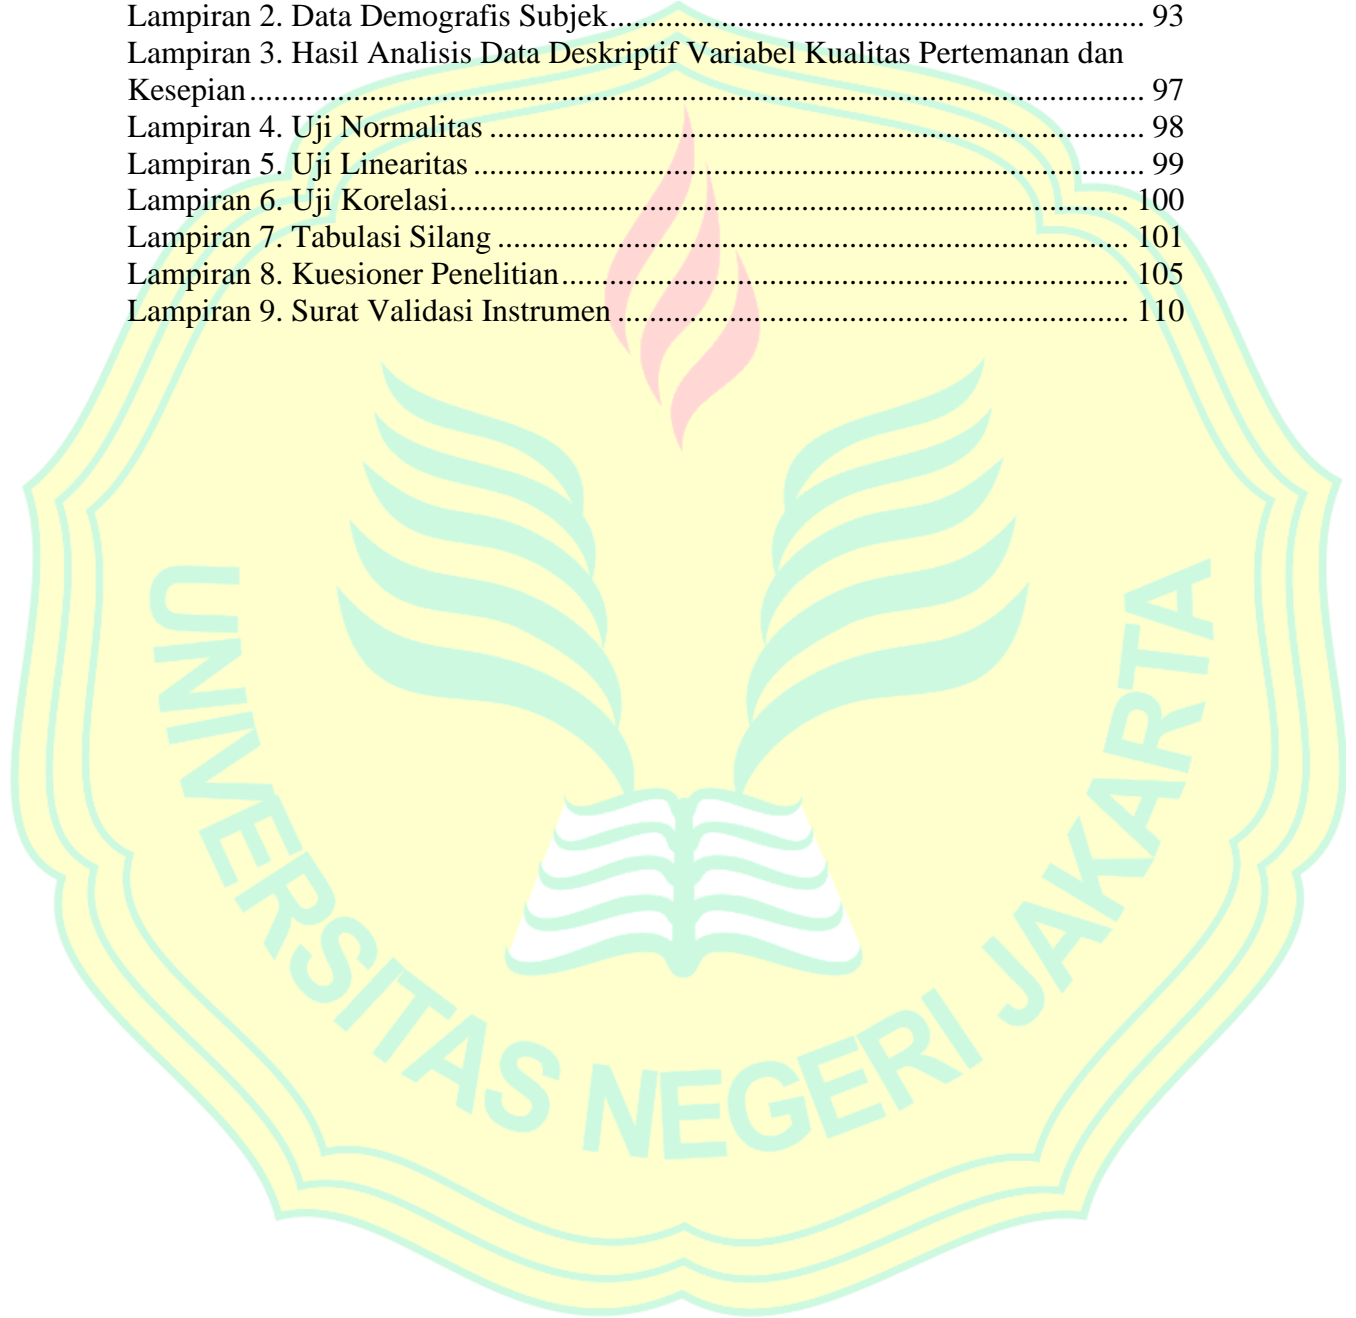 Lampiran 2. Data Demografis Subjek................................................................... 93
Lampiran 3. Hasil Analisis Data Deskriptif Variabel Kualitas Pertemanan dan
Kesepian................................................................................................................ 97
Lampiran 4. Uji Normalitas .................................................................................. 98
Lampiran 5. Uji Linearitas .................................................................................... 99
Lampiran 6. Uji Korelasi..................................................................................... 100
Lampiran 7. Tabulasi Silang ............................................................................... 101
Lampiran 8. Kuesioner Penelitian....................................................................... 105
Lampiran 9. Surat Validasi Instrumen ................................................................ 110
UNIVERSITAS NEGERI JAKARTA